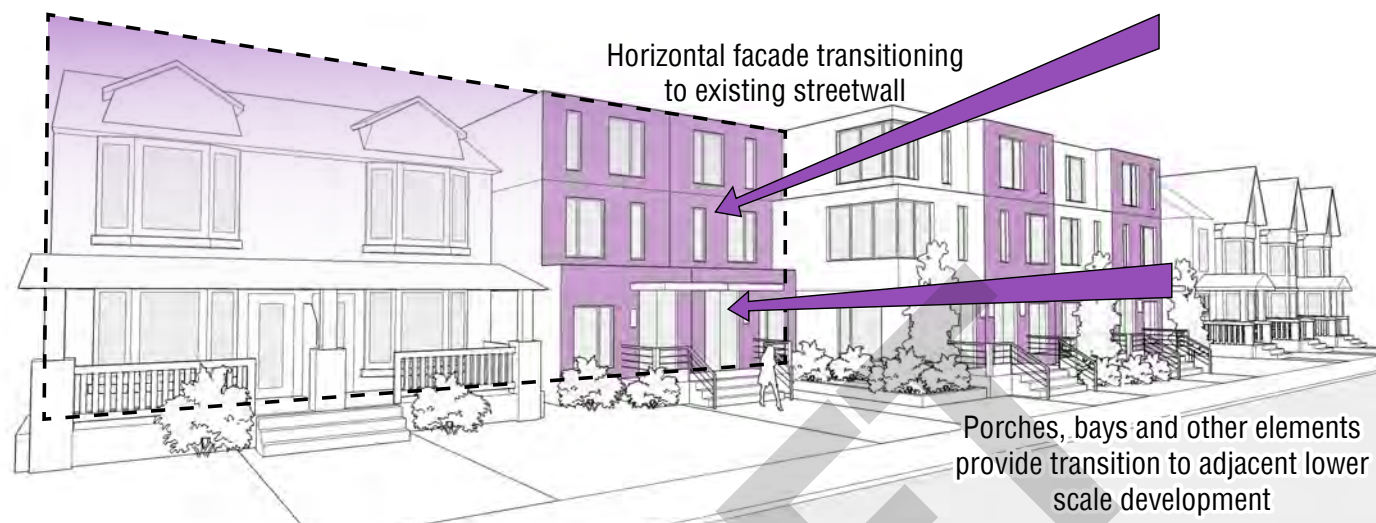 Horizontal facade transitioning
to existing streetwall
Porches, bays and other elements
provide transition to adjacent lower
scale development